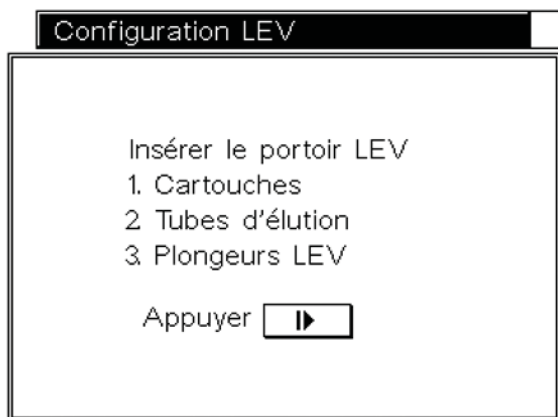 Configuration LEV
Insérer le portoir LEV
1. Cartouches
2. Tubes d'élution
3. Plongeurs LEV
Appuyer